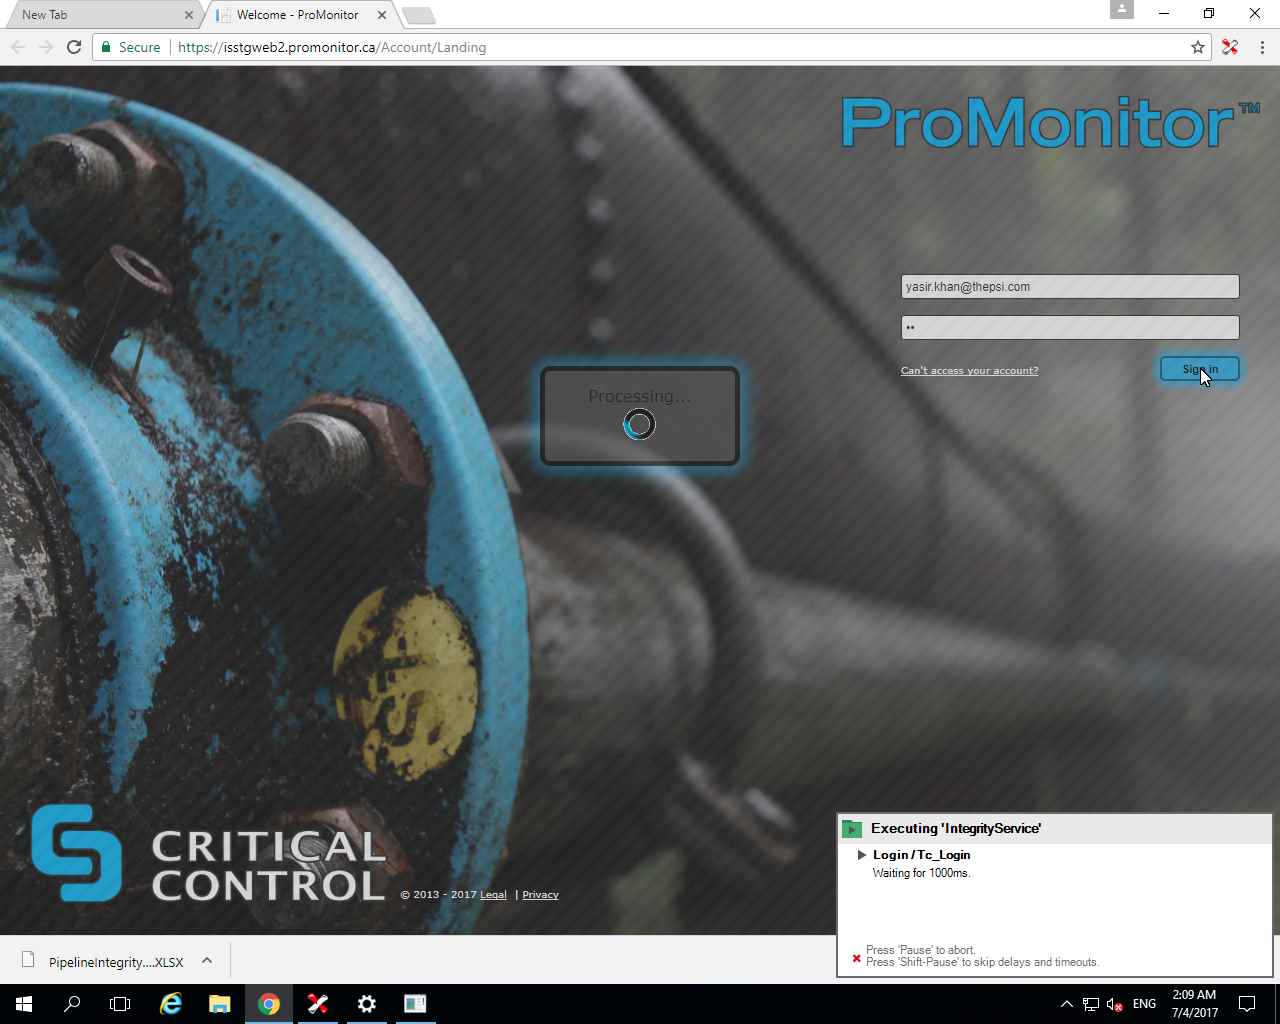 New Tab
Welcome - ProMonitor
Secure
https://isstgweb2.promonitor.ca/Account/Landing
ProMonitor™
yasir.khan@thepsi.com
••
Can't access your account?
Sign in
Processing...
CRITICAL
CONTROL
© 2013 - 2017 Legal | Privacy
Executing 'IntegrityService'
Login / Tc_Login
Waiting for 1000ms.
Press 'Pause' to abort.
Press 'Shift-Pause' to skip delays and timeouts.
PipelineIntegrity....XLSX
ENG
2:09 AM
7/4/2017